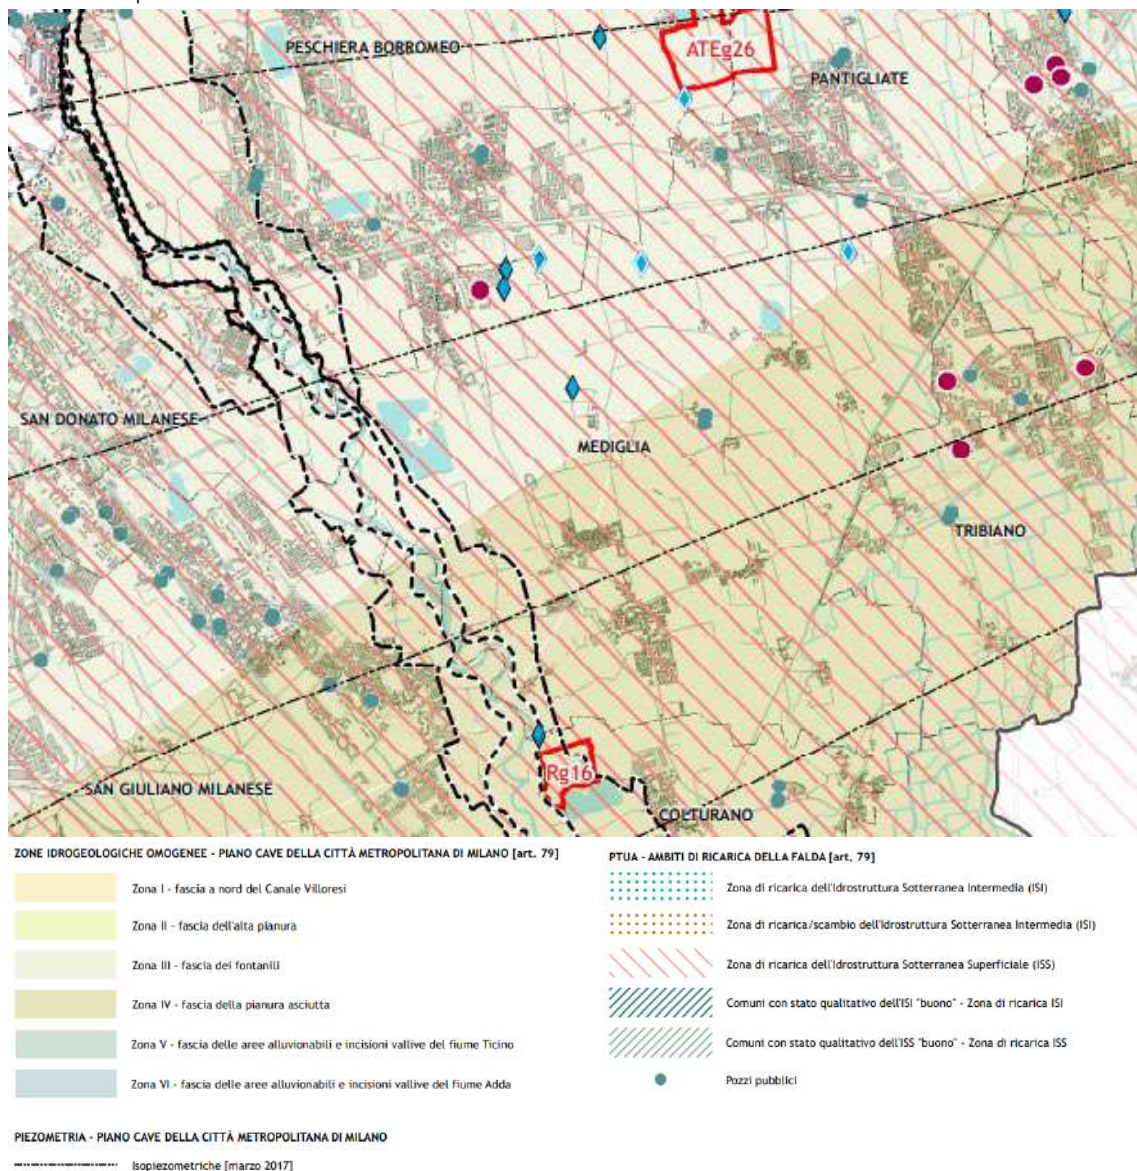 PESCHIERA BORROMEO
ATEg26
PANTIGLIATE
SAN DONATO MILANESE
MEDIGLIA
TRIBIANO
Rg16
SAN GIULIANO MILANESE
COLTURANO
ZONE IDROGEOLOGICHE OMOGENEE - PIANO CAVE DELLA CITTÀ METROPOLITANA DI MILANO [art. 79]
Zona I - fascia a nord del Canale Villoresi
Zona II - fascia dell'alta pianura
Zona III - fascia dei fontanili
Zona IV - fascia della pianura asciutta
Zona V - fascia delle aree alluvionabili e incisioni vallive del fiume Ticino
Zona VI - fascia delle aree alluvionabili e incisioni vallive del fiume Adda
PIEZOMETRIA - PIANO CAVE DELLA CITTÀ METROPOLITANA DI MILANO
Isopiezometriche [marzo 2017]
PTUA - AMBITI DI RICARICA DELLA FALDA [art. 79]
Zona di ricarica dell'Idrostruttura Sotterranea Intermedia (ISI)
Zona di ricarica/scambio dell'Idrostruttura Sotterranea Intermedia (ISI)
Zona di ricarica dell'Idrostruttura Sotterranea Superficiale (ISS)
Comuni con stato qualitativo dell'ISI "buono" - Zona di ricarica ISI
Comuni con stato qualitativo dell'ISS "buono" - Zona di ricarica ISS
Pozzi pubblici